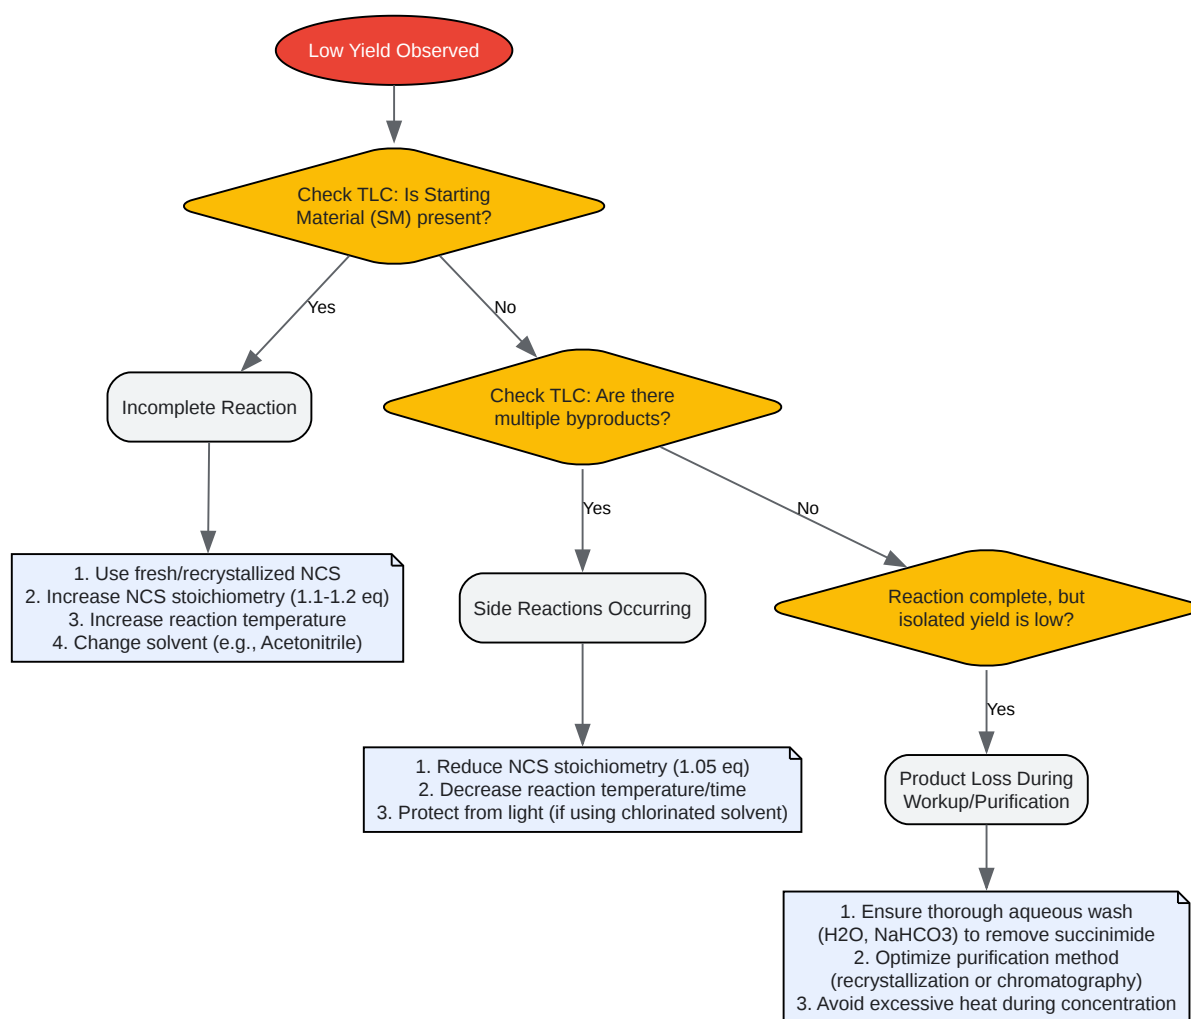 Low Yield Observed
Check TLC: Is Starting
Material (SM) present?
Yes
No
Incomplete Reaction
Check TLC: Are there
multiple byproducts?
Yes
No
1. Use fresh/recrystallized NCS
2. Increase NCS stoichiometry (1.1-1.2 eq)
3. Increase reaction temperature
4. Change solvent (e.g., Acetonitrile)
Side Reactions Occurring
Reaction complete, but
isolated yield is low?
Yes
1. Reduce NCS stoichiometry (1.05 eq)
2. Decrease reaction temperature/time
3. Protect from light (if using chlorinated solvent)
Product Loss During
Workup/Purification
1. Ensure thorough aqueous wash
(H2O, NaHCO3) to remove succinimide
2. Optimize purification method
(recrystallization or chromatography)
3. Avoid excessive heat during concentration